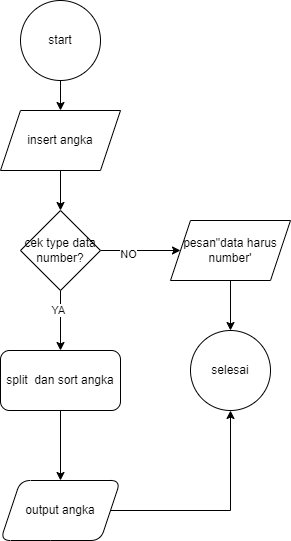 start
insert angka
cek type data
number?
NO
pesan"data harus
number'
YA
split dan sort angka
selesai
output angka